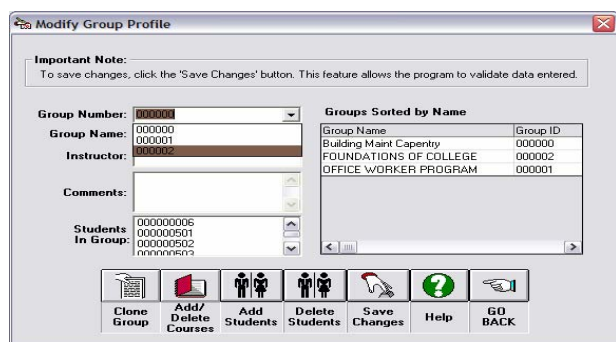 Modify Group Profile
Important Note:
To save changes, click the 'Save Changes' button. This feature allows the program to validate data entered.
Group Number: 000000
000000
000001
000002
Group Name:
Instructor:
Comments:
Students In Group:
000000006
000000501
000000502
000000503
Groups Sorted by Name
Group Name Group ID
Building Maint Capentry 000000
FOUNDATIONS OF COLLEGE 000002
OFFICE WORKER PROGRAM 000001
Clone Group
Add/ Delete Courses
Add Students
Delete Students
Save Changes
Help
GO BACK